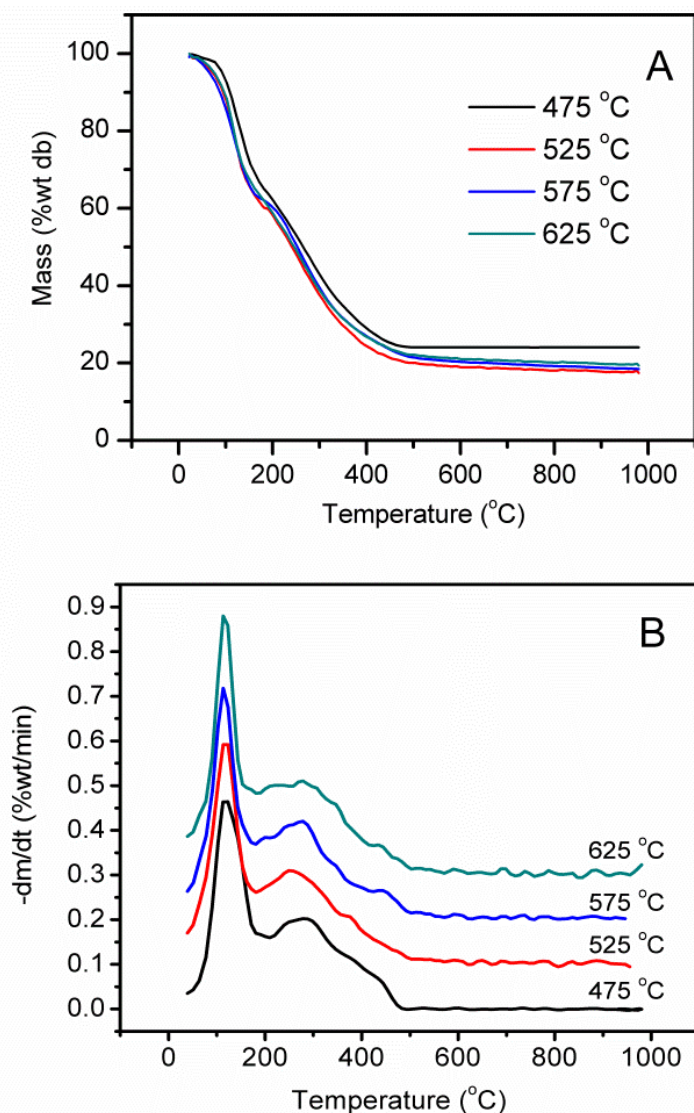 A
100
80
60
40
20
0
Mass (%wt db)
475 °C
525 °C
575 °C
625 °C
0 200 400 600 800 1000
Temperature (°C)
B
0.9
0.8
0.7
0.6
0.5
0.4
0.3
0.2
0.1
0.0
-dm/dt (%wt/min)
625 °C
575 °C
525 °C
475 °C
0 200 400 600 800 1000
Temperature (°C)